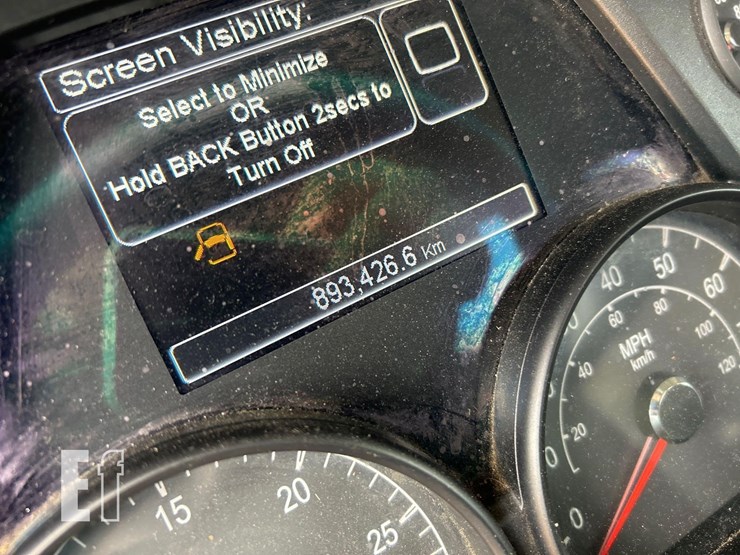 Screen Visibility:
Select to Minimize
OR
Hold BACK Button 2secs to
Turn Off
893,426.6 Km
40 50 60
60 80 100
MPH
km/h
40
120
20
0
0
15 20 25
Ef